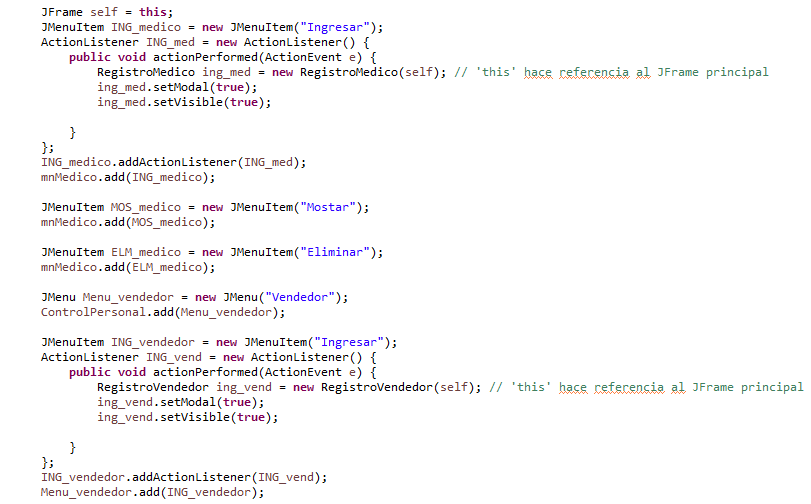 JFrame self = this;
JMenuItem ING_medico = new JMenuItem("Ingresar");
ActionListener ING_med = new ActionListener() {
    public void actionPerformed(ActionEvent e) {
        RegistroMedico ing_med = new RegistroMedico(self); // 'this' hace referencia al JFrame principal
        ing_med.setModal(true);
        ing_med.setVisible(true);

    }
};
ING_medico.addActionListener(ING_med);
mnMedico.add(ING_medico);

JMenuItem MOS_medico = new JMenuItem("Mostar");
mnMedico.add(MOS_medico);

JMenuItem ELM_medico = new JMenuItem("Eliminar");
mnMedico.add(ELM_medico);

JMenu Menu_vendedor = new JMenu("Vendedor");
ControlPersonal.add(Menu_vendedor);

JMenuItem ING_vendedor = new JMenuItem("Ingresar");
ActionListener ING_vend = new ActionListener() {
    public void actionPerformed(ActionEvent e) {
        RegistroVendedor ing_vend = new RegistroVendedor(self); // 'this' hace referencia al JFrame principal
        ing_vend.setModal(true);
        ing_vend.setVisible(true);

    }
};
ING_vendedor.addActionListener(ING_vend);
Menu_vendedor.add(ING_vendedor);